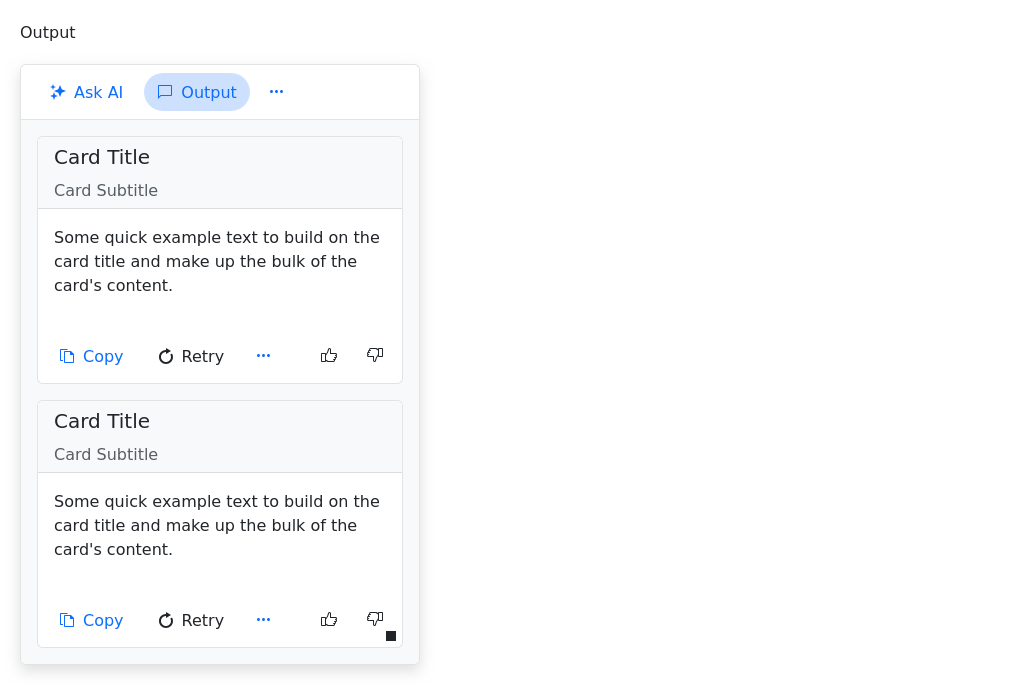 Output
Ask AI Output
Card Title
Card Subtitle
Some quick example text to build on the
card title and make up the bulk of the
card's content.
Copy Retry
Card Title
Card Subtitle
Some quick example text to build on the
card title and make up the bulk of the
card's content.
Copy Retry